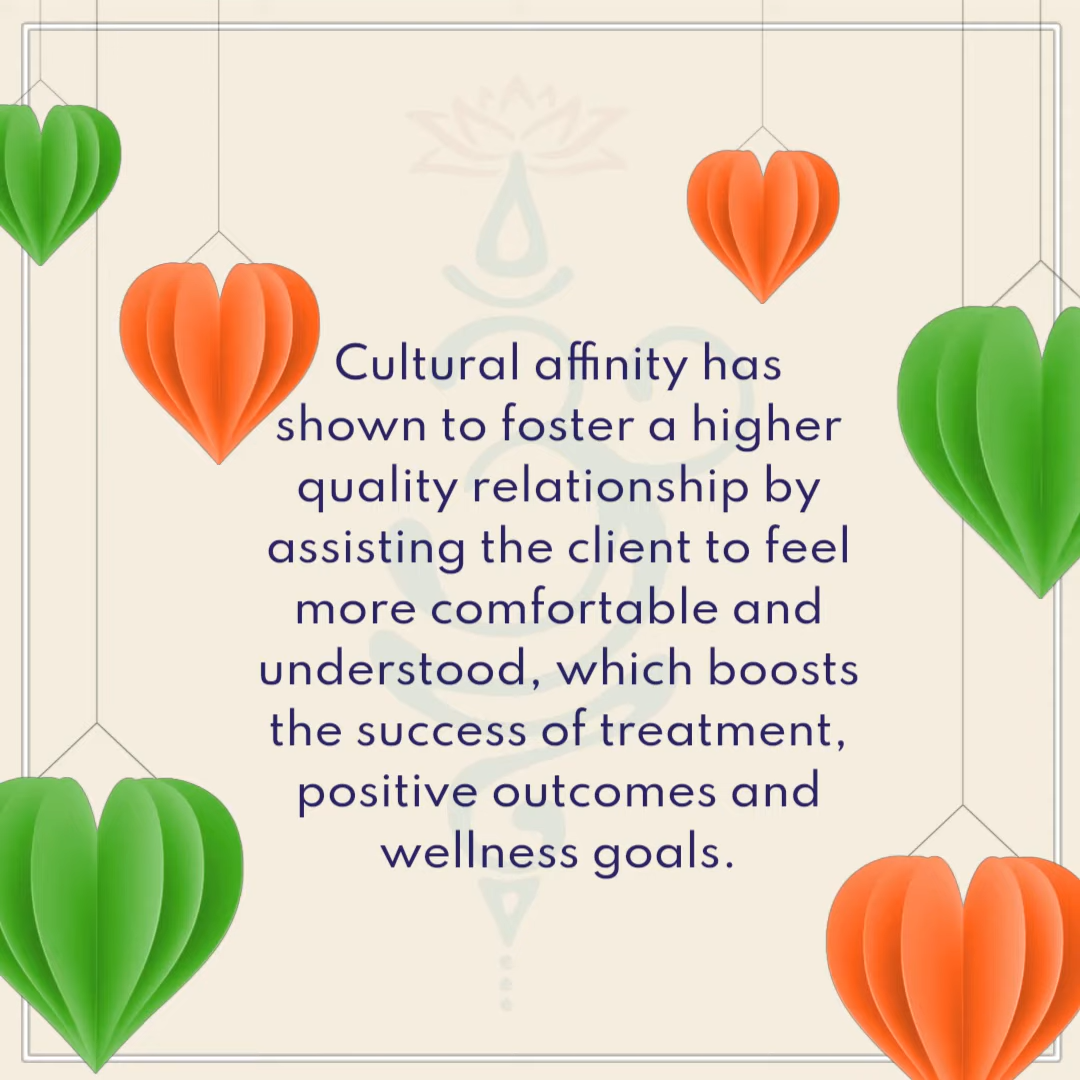 Cultural affinity has
shown to foster a higher
quality relationship by
assisting the client to feel
more comfortable and
understood, which boosts
the success of treatment,
positive outcomes and
wellness goals.